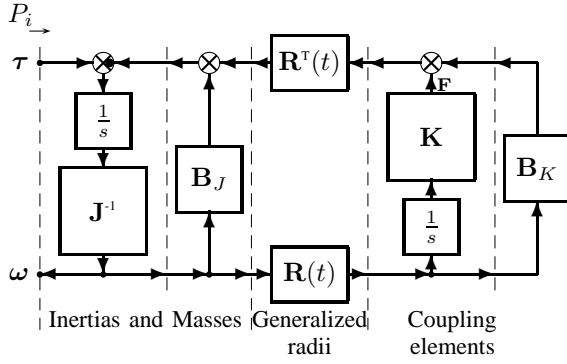 P_i
τ R^T(t)
F
1/s K
B_J B_K
J^-1
1/s
ω R(t)
Inertias and Masses Generalized Coupling
radii elements